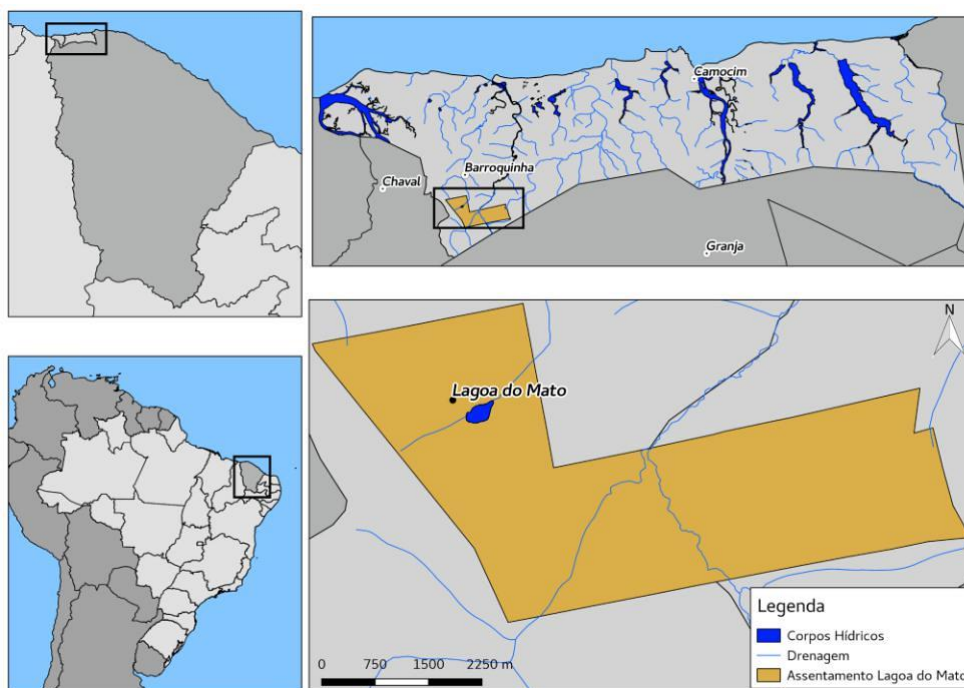 Camocim
Barroquinha
Chaval
Granja
N
Lagoa do Mato
Legenda
Corpos Hídricos
Drenagem
Assentamento Lagoa do Mato
0 750 1500 2250 m